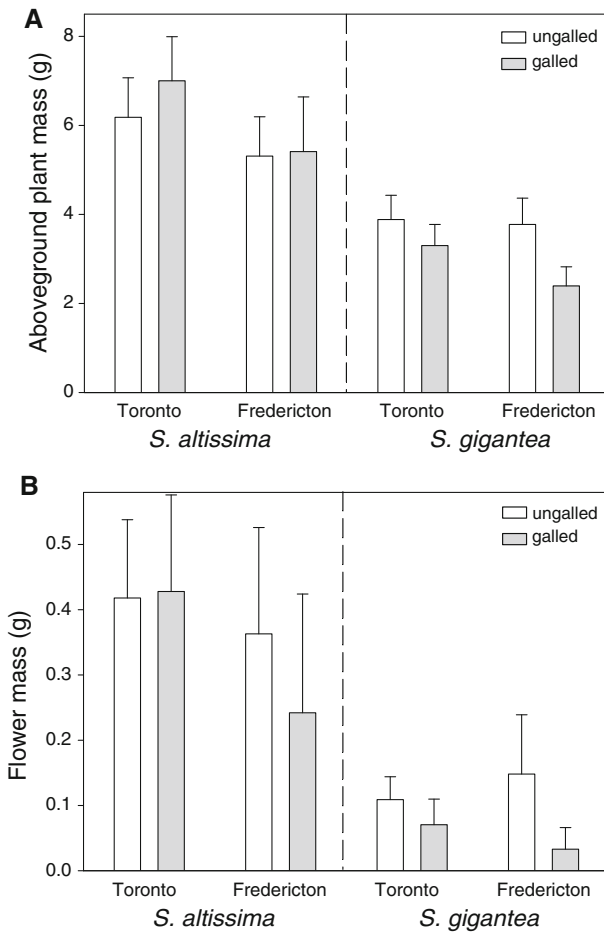 A
Aboveground plant mass (g)
8
6
4
2
0
ungalled
galled
Toronto Fredericton Toronto Fredericton
S. altissima S. gigantea
B
Flower mass (g)
0.5
0.4
0.3
0.2
0.1
0.0
ungalled
galled
Toronto Fredericton Toronto Fredericton
S. altissima S. gigantea